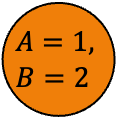 A = 1,
B = 2